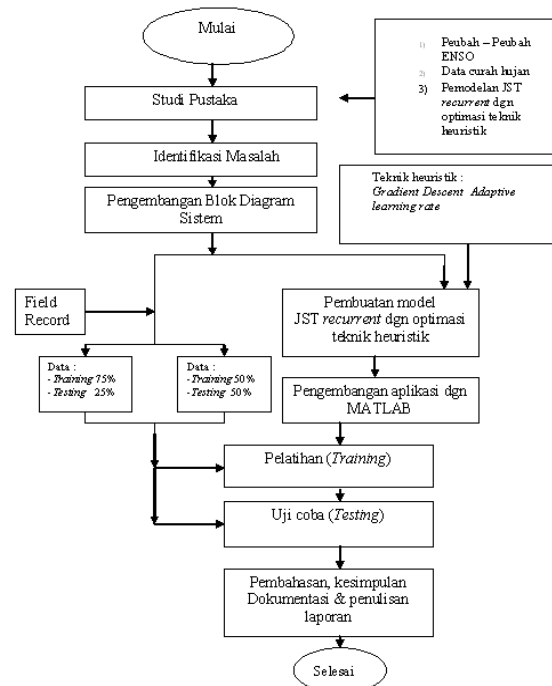 Mulai
1) Peubah – Peubah
ENSO
2) Data curah hujan
3) Pemodelan JST
recurrent dgn
optimasi teknik
heuristik
Studi Pustaka
Identifikasi Masalah
Teknik heuristik :
Gradient Descent Adaptive
learning rate
Pengembangan Blok Diagram
Sistem
Field
Record
Pembuatan model
JST recurrent dgn optimasi
teknik heuristik
Data :
- Training 75%
- Testing 25%
Data :
- Training 50%
- Testing 50%
Pengembangan aplikasi dgn
MATLAB
Pelatihan (Training)
Uji coba (Testing)
Pembahasan, kesimpulan
Dokumentasi & penulisan
laporan
Selesai